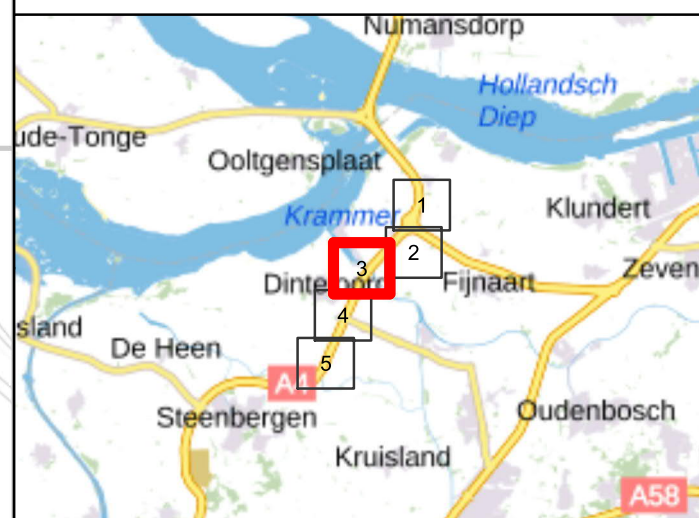 Numansdorp
Hollandsch
Diep
ude-Tonge
Ooltgensplaat
1
Klundert
Krammer
2
3
Zeven
Fijnaart
4
sland
De Heen
5
A4
Steenbergen
Oudenbosch
Kruisland
A58